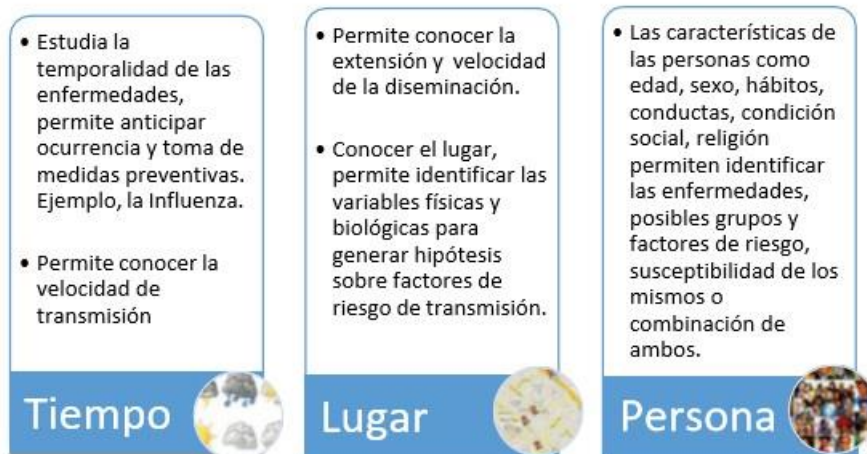 • Estudia la
temporalidad de las
enfermedades,
permite anticipar
ocurrencia y toma de
medidas preventivas.
Ejemplo, la Influenza.
• Permite conocer la
velocidad de
transmisión
Tiempo
• Permite conocer la
extensión y velocidad
de la diseminación.
• Conocer el lugar,
permite identificar las
variables físicas y
biológicas para
generar hipótesis
sobre factores de
riesgo de transmisión.
Lugar
• Las características de
las personas como
edad, sexo, hábitos,
conductas, condición
social, religión
permiten identificar
las enfermedades,
posibles grupos y
factores de riesgo,
susceptibilidad de los
mismos o
combinación de
ambos.
Persona